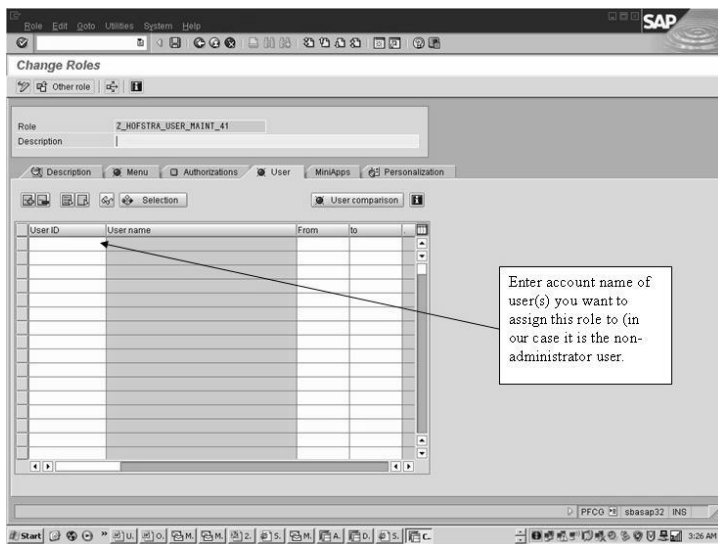 Role Edit Goto Utilities System Help
SAP
Change Roles
Other role
Role Z_HOFSTRA_USER_MAINT_41
Description
Description Menu Authorizations User MiniApps Personalization
Selection User comparison
User ID User name From to .
Enter account name of
user(s) you want to
assign this role to (in
our case it is the non-
administrator user.
PFCG sbasap32 INS
Start » U. O. M. M. 2. S. M. A. D. S. C. 3:26 AM